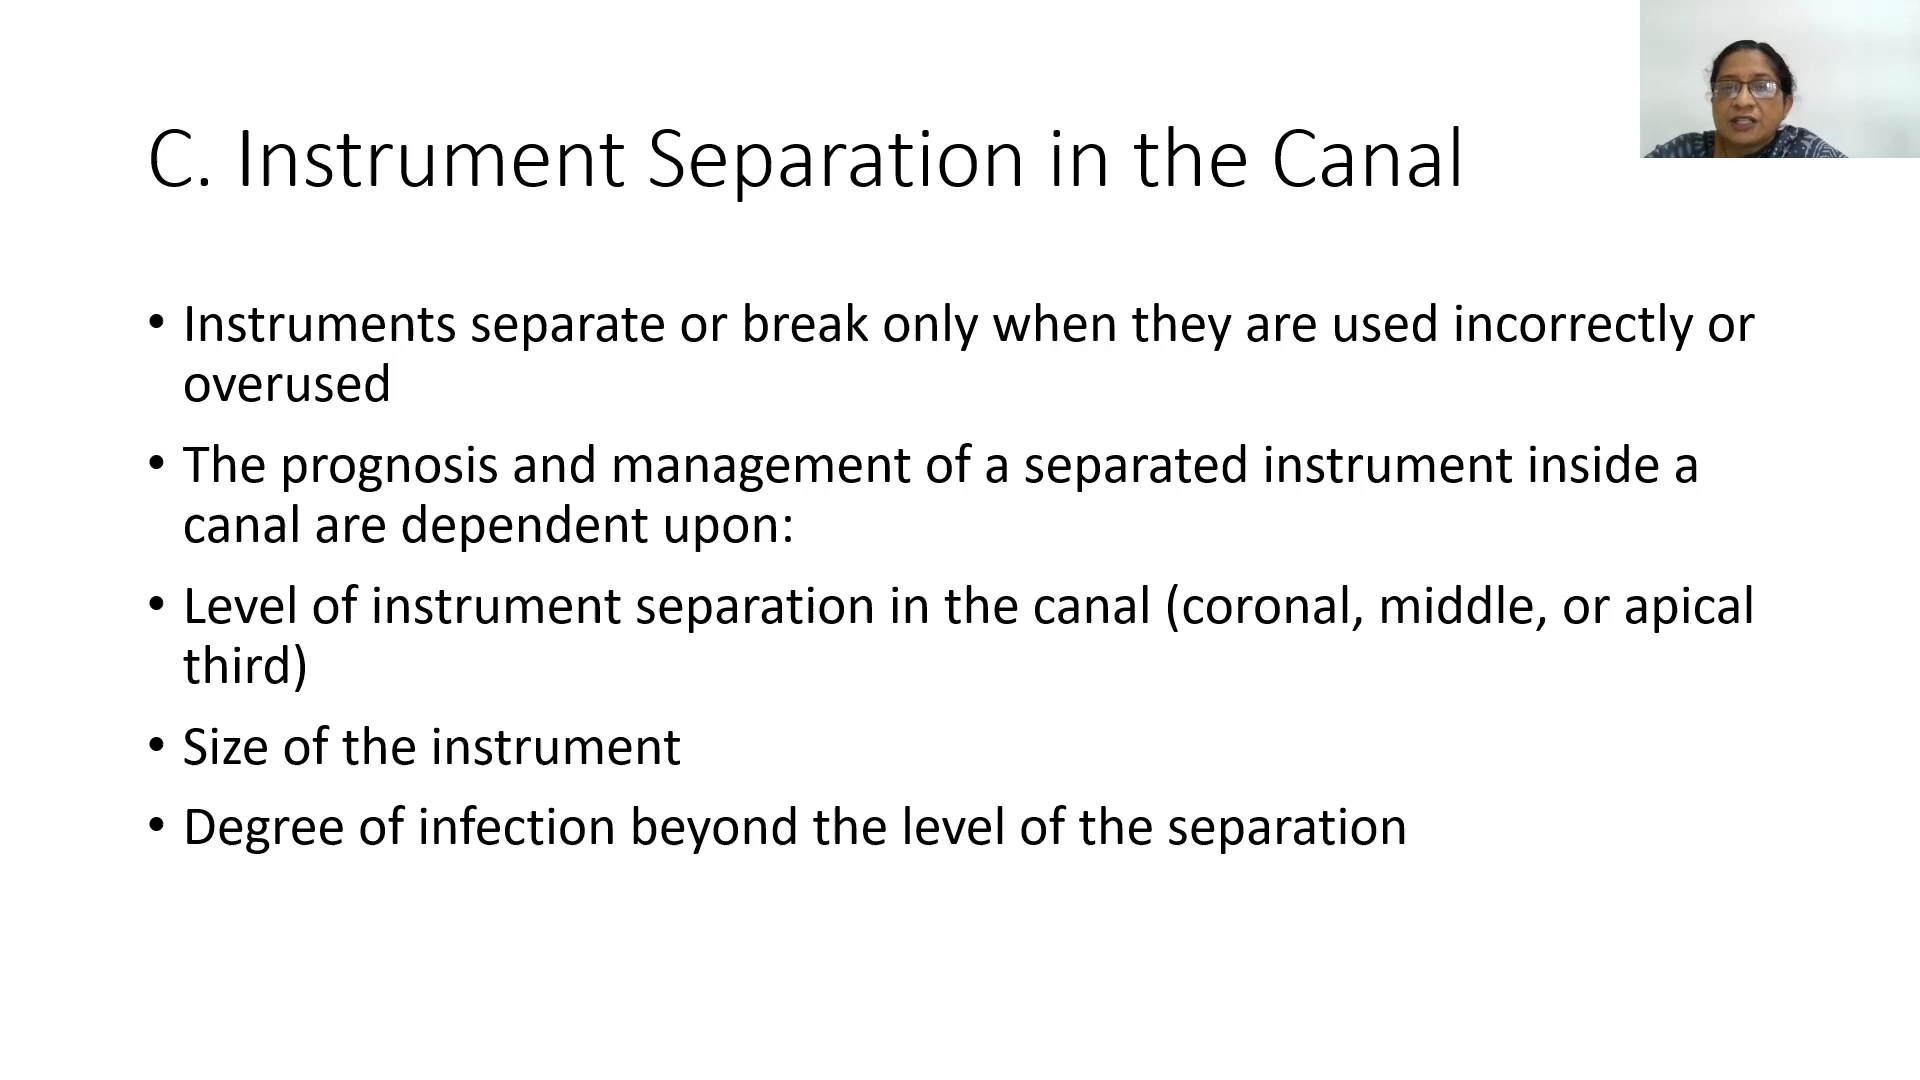 C. Instrument Separation in the Canal
• Instruments separate or break only when they are used incorrectly or
overused
• The prognosis and management of a separated instrument inside a
canal are dependent upon:
• Level of instrument separation in the canal (coronal, middle, or apical
third)
• Size of the instrument
• Degree of infection beyond the level of the separation